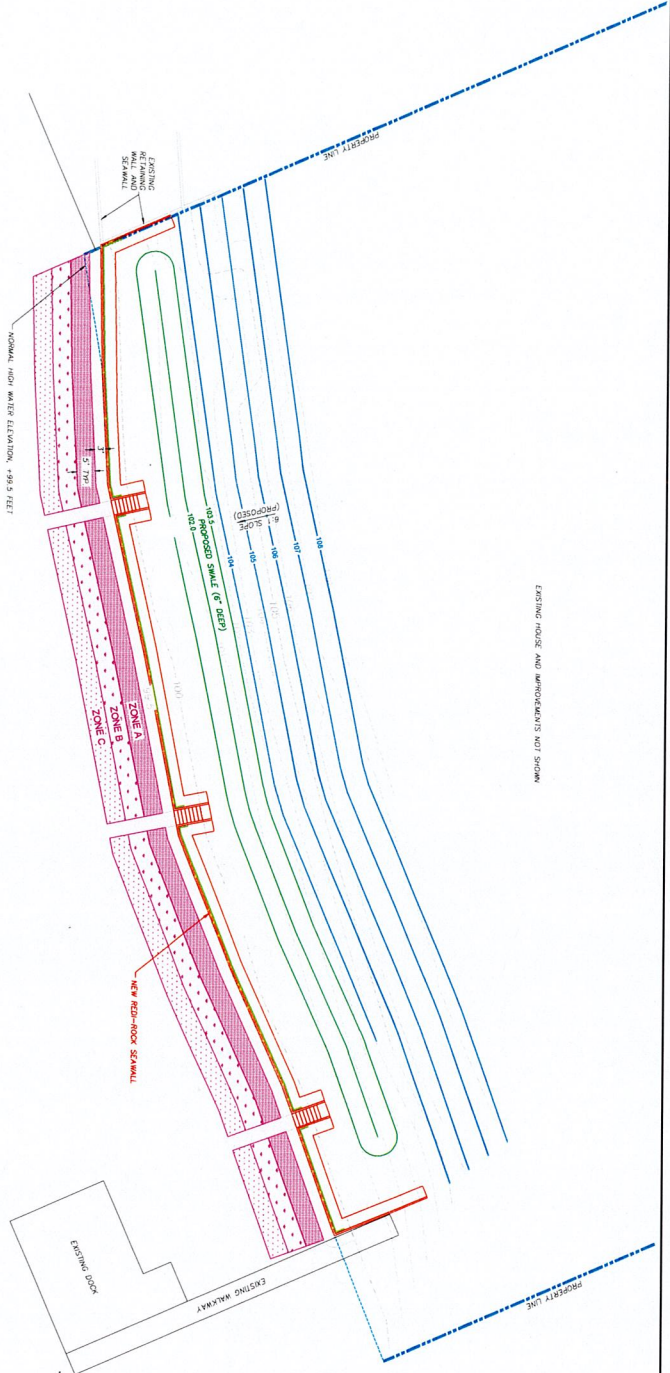 PROPERTY LINE
EXISTING
RETAINING
WALL AND
SEAWALL
NORMAL HIGH WATER ELEVATION, +99.5 FEET
3'
5' TYP
103.5
102.0
PROPOSED SWALE (6" DEEP)
6:1 SLOPE
(PROPOSED)
104
105
106
107
108
EXISTING HOUSE AND IMPROVEMENTS NOT SHOWN
100
ZONE A
ZONE B
ZONE C
NEW REDI-ROCK SEAWALL
EXISTING DOCK
EXISTING WALKWAY
PROPERTY LINE